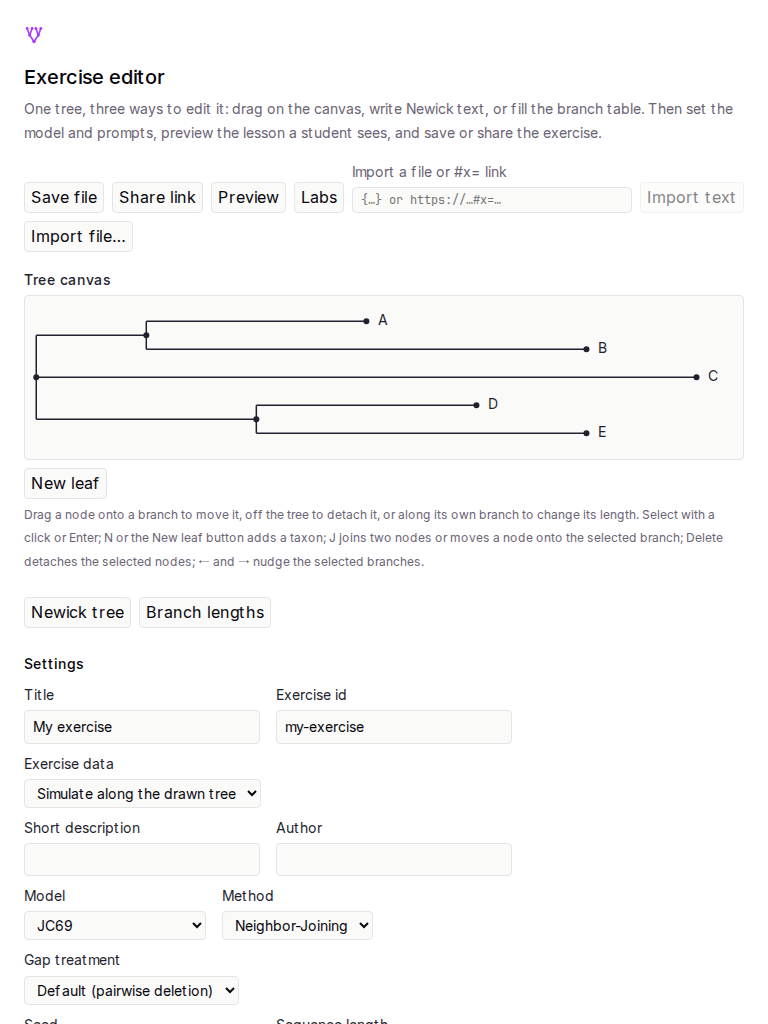 Exercise editor
One tree, three ways to edit it: drag on the canvas, write Newick text, or fill the branch table. Then set the
model and prompts, preview the lesson a student sees, and save or share the exercise.
Import a file or #x= link
Save file Share link Preview Labs {…} or https://…#x=… Import text
Import file…
Tree canvas
A
B
C
D
E
New leaf
Drag a node onto a branch to move it, off the tree to detach it, or along its own branch to change its length. Select with a
click or Enter; N or the New leaf button adds a taxon; J joins two nodes or moves a node onto the selected branch; Delete
detaches the selected nodes; ← and → nudge the selected branches.
Newick tree Branch lengths
Settings
Title Exercise id
My exercise my-exercise
Exercise data
Simulate along the drawn tree
Short description Author
Model Method
JC69 Neighbor-Joining
Gap treatment
Default (pairwise deletion)
Seed Sequence length